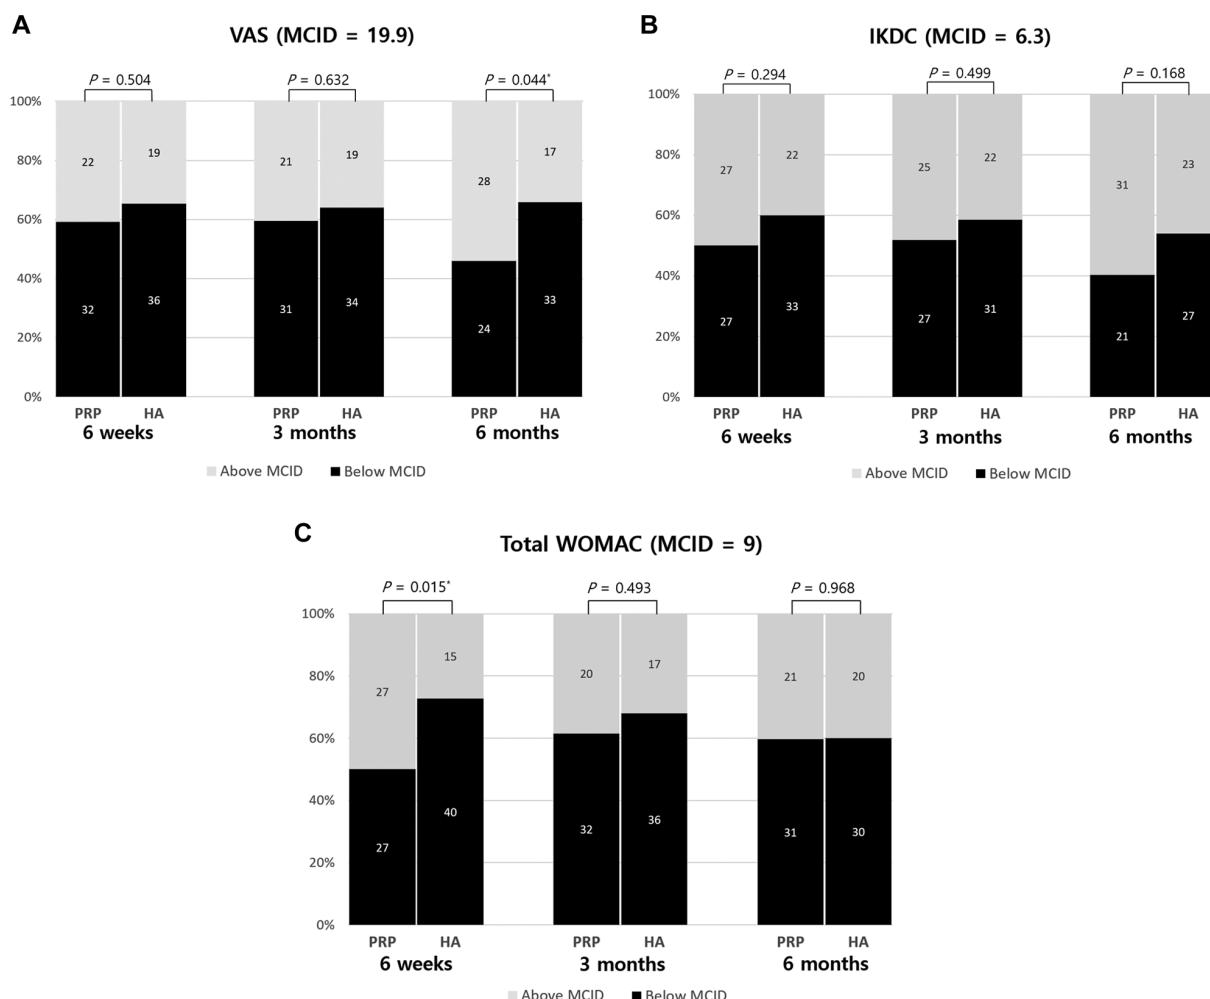 A
VAS (MCID = 19.9)
P = 0.504 P = 0.632 P = 0.044*
100%
80%
60%
40%
20%
0%
22 19 21 19 28 17
32 36 31 34 24 33
PRP HA PRP HA PRP HA
6 weeks 3 months 6 months
Above MCID Below MCID
B
IKDC (MCID = 6.3)
P = 0.294 P = 0.499 P = 0.168
100%
80%
60%
40%
20%
0%
27 22 25 22 31 23
27 33 27 31 21 27
PRP HA PRP HA PRP HA
6 weeks 3 months 6 months
Above MCID Below MCID
C
Total WOMAC (MCID = 9)
P = 0.015* P = 0.493 P = 0.968
100%
80%
60%
40%
20%
0%
27 15 20 17 21 20
27 40 32 36 31 30
PRP HA PRP HA PRP HA
6 weeks 3 months 6 months
Above MCID Below MCID